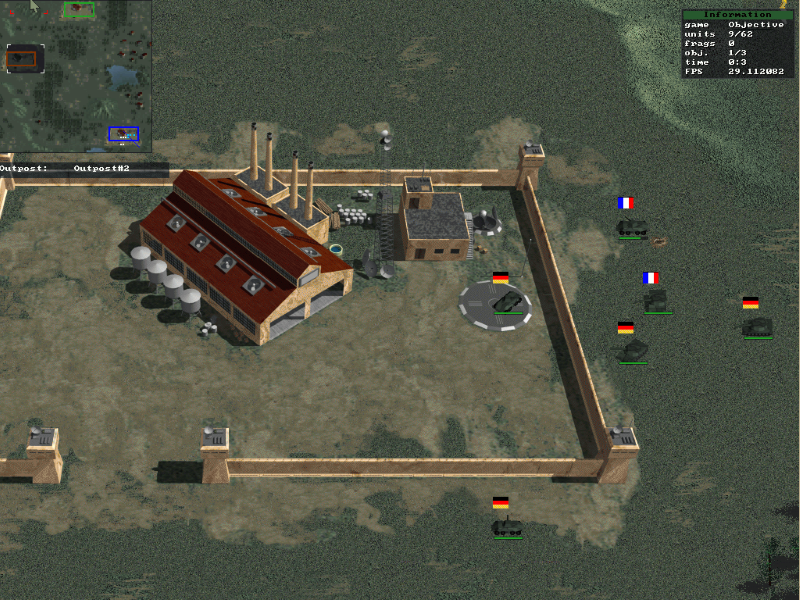 Information
game Objective
units 9/62
frags 0
obj. 1/3
time 0:3
FPS 29.112082
Outpost: Outpost#2